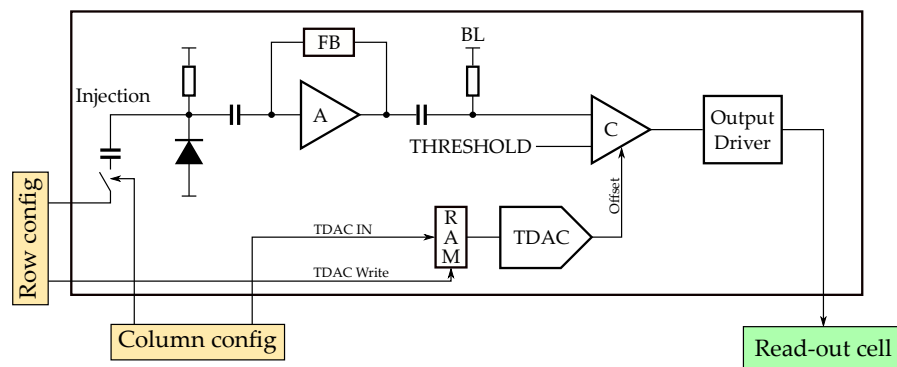 FB
BL
Injection
A
C
Output
Driver
THRESHOLD
Row config
Offset
R
A
M
TDAC IN
TDAC
TDAC Write
Column config
Read-out cell